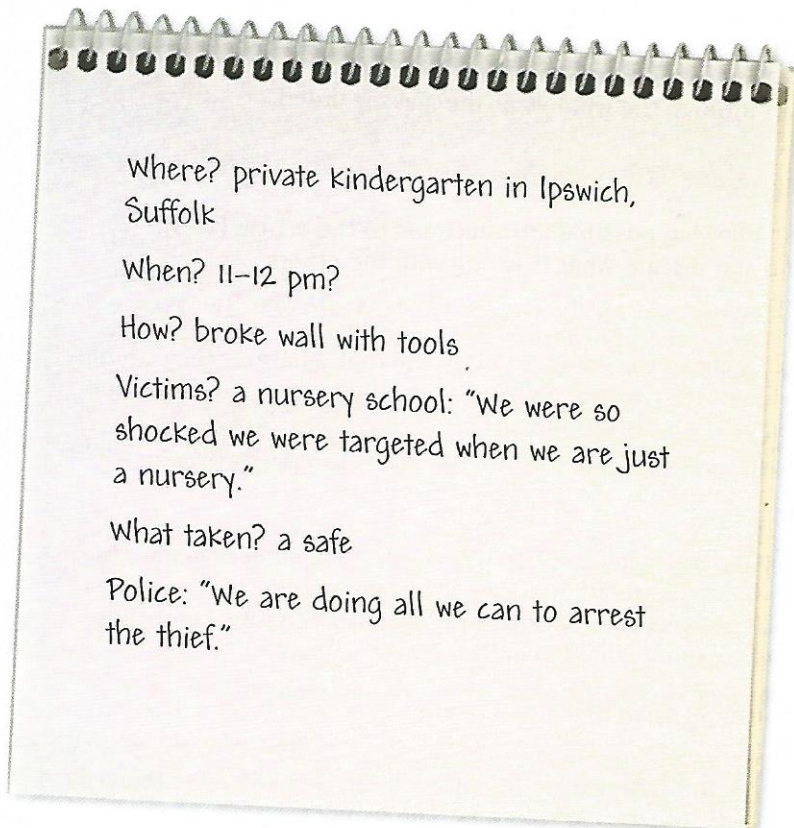 Where? private kindergarten in Ipswich,
Suffolk
When? 11–12 pm?
How? broke wall with tools
Victims? a nursery school: "We were so
shocked we were targeted when we are just
a nursery."
What taken? a safe
Police: "We are doing all we can to arrest
the thief."